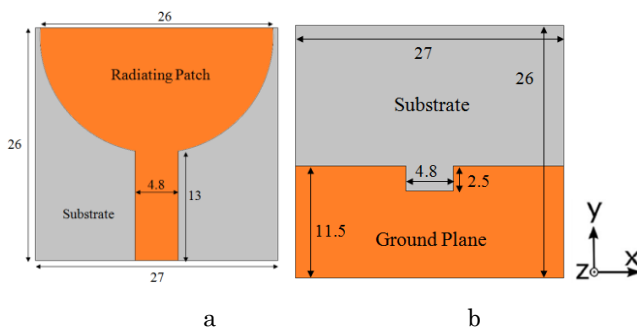 26
Radiating Patch
26
4.8
13
Substrate
27
a
27
26
Substrate
4.8
2.5
11.5
Ground Plane
b
y
z
x